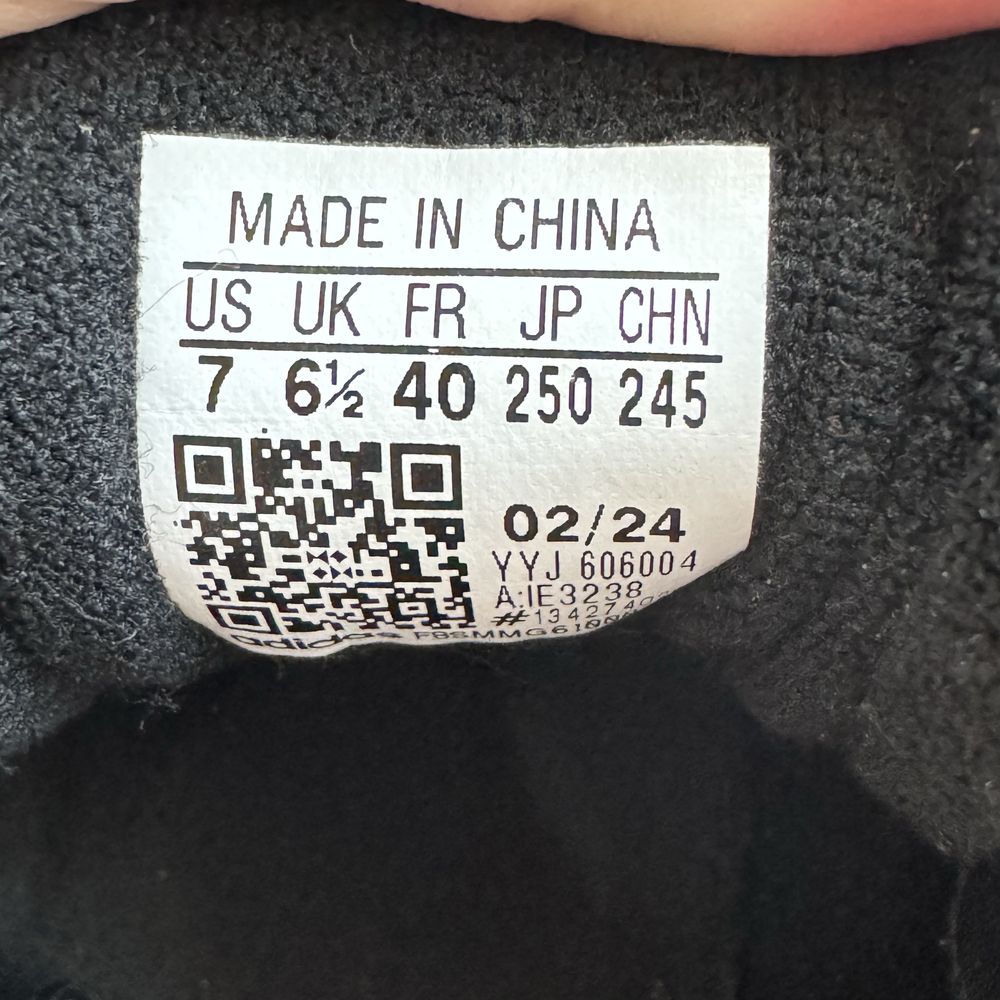 MADE IN CHINA
US UK FR JP CHN
7 6½ 40 250 245
02/24
YYJ 606004
A:IE3238
adidas